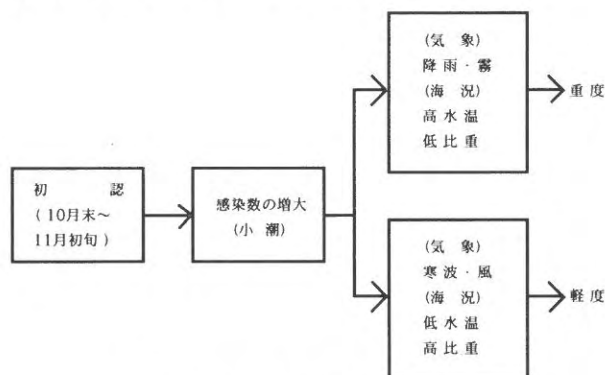 初認
(10月末～
11月初旬)
感染数の増大
(小潮)
(気象)
降雨・霧
(海況)
高水温
低比重
重度
(気象)
寒波・風
(海況)
低水温
高比重
軽度